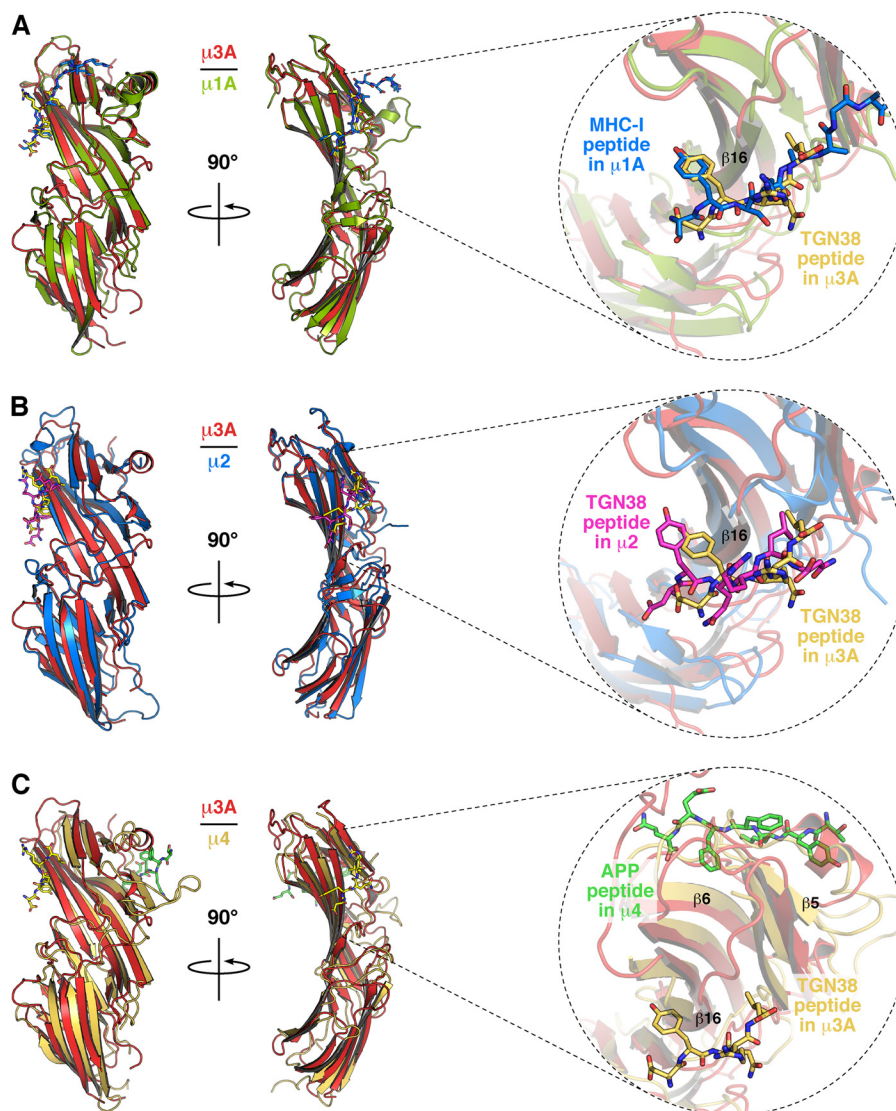 A
μ3A
μ1A
90°
MHC-I
peptide
in μ1A
β16
TGN38
peptide
in μ3A
B
μ3A
μ2
90°
TGN38
peptide
in μ2
β16
TGN38
peptide
in μ3A
C
μ3A
μ4
90°
APP
peptide
in μ4
β6
β5
β16
TGN38
peptide
in μ3A